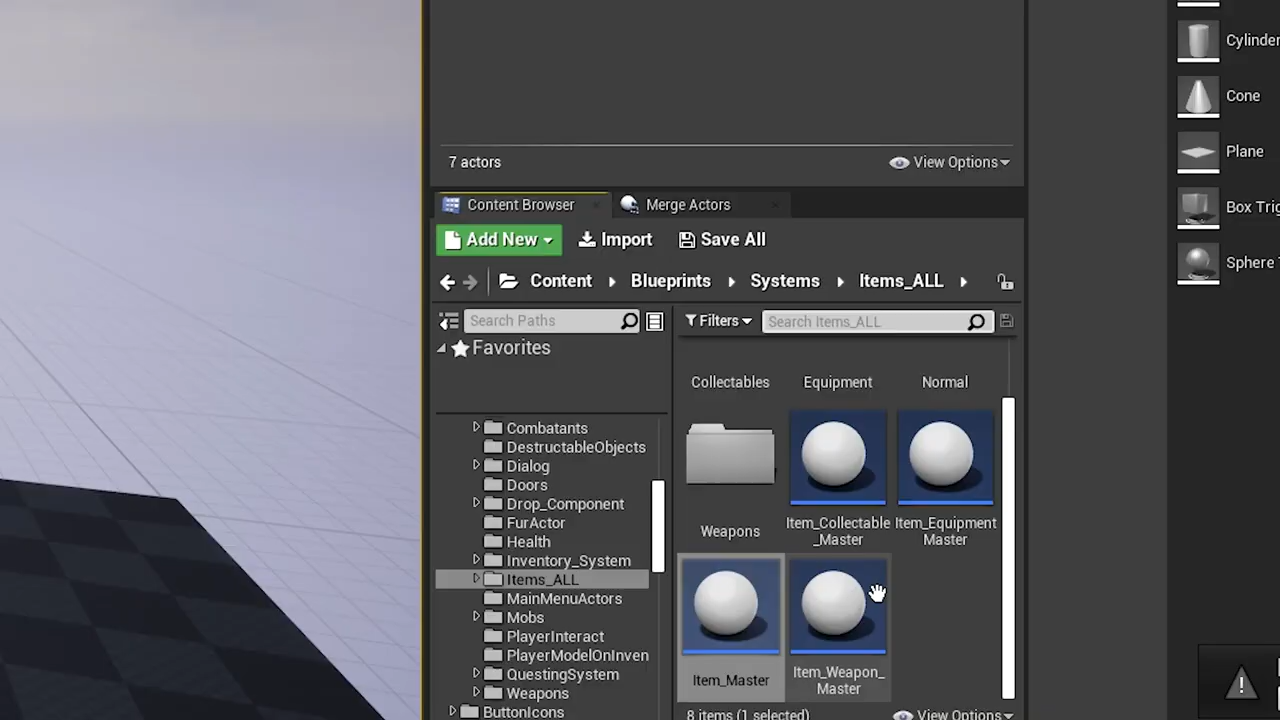 Cylinder
Cone
Plane
Box Trig
Sphere T
7 actors
View Options
Content Browser
Merge Actors
Add New
Import
Save All
Content
Blueprints
Systems
Items_ALL
Search Paths
Filters
Search Items_ALL
Favorites
Combatants
DestructableObjects
Dialog
Doors
Drop_Component
FurActor
Health
Inventory_System
Items_ALL
MainMenuActors
Mobs
PlayerInteract
PlayerModelOnInven
QuestingSystem
Weapons
ButtonIcons
Collectables
Equipment
Normal
Weapons
Item_Collectable
_Master
Item_Equipment
Master
Item_Master
Item_Weapon_
Master
8 items (1 selected)
View Options